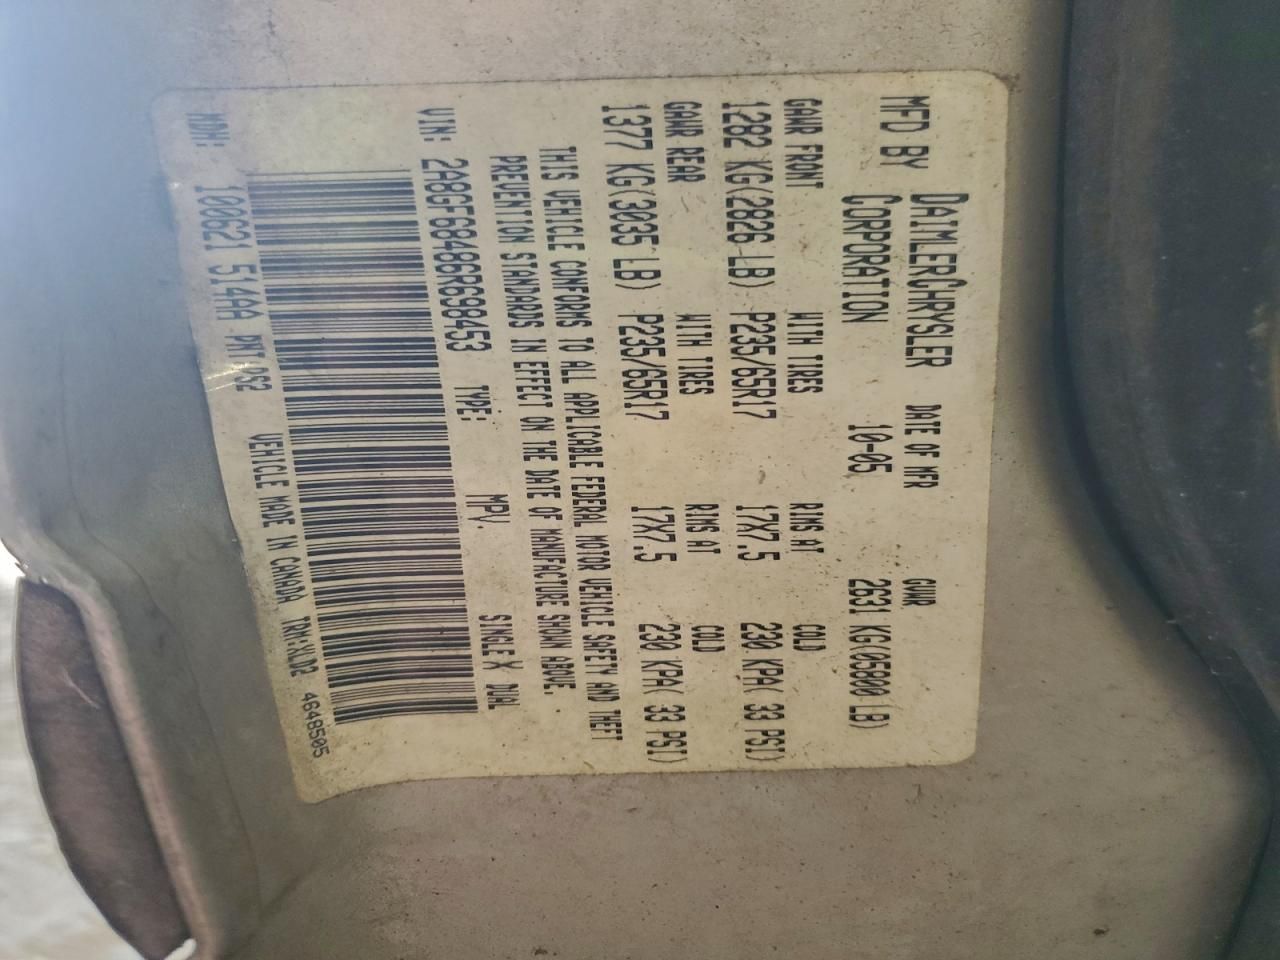 MFD BY DAIMLERCHRYSLER CORPORATION DATE OF MFR 10-05 GVWR 2631 KG(05800 LB)
GAWR FRONT WITH TIRES RIMS AT COLD
1282 KG(2826 LB) P235/65R17 17X7.5 230 KPA( 33 PSI)
GAWR REAR WITH TIRES RIMS AT COLD
1377 KG(3035 LB) P235/65R17 17X7.5 230 KPA( 33 PSI)
THIS VEHICLE CONFORMS TO ALL APPLICABLE FEDERAL MOTOR VEHICLE SAFETY AND THEFT
PREVENTION STANDARDS IN EFFECT ON THE DATE OF MANUFACTURE SHOWN ABOVE.
VIN: 2A8GF68486R698453 TYPE: MPV. SINGLE X DUAL
MDH: 100621 514AA PNT:PS2 VEHICLE MADE IN CANADA TRM:XLD2 4648505